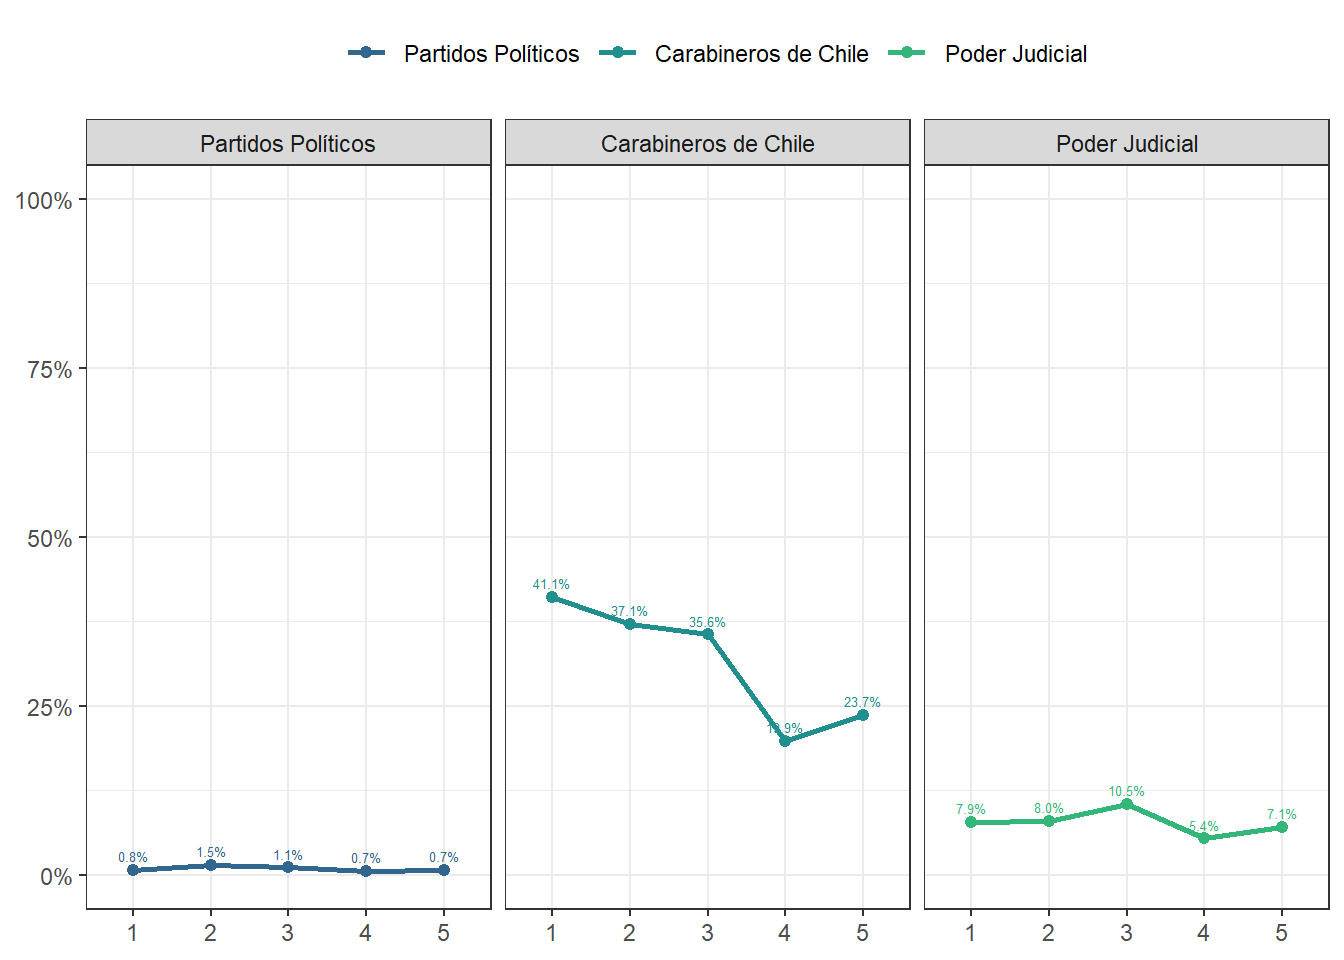 Partidos Políticos Carabineros de Chile Poder Judicial
Partidos Políticos Carabineros de Chile Poder Judicial
100%
75%
50%
25%
0%
0.8% 1.5% 1.1% 0.7% 0.7%
41.1% 37.1% 35.6% 19.9% 23.7%
7.9% 8.0% 10.5% 5.4% 7.1%
1 2 3 4 5 1 2 3 4 5 1 2 3 4 5